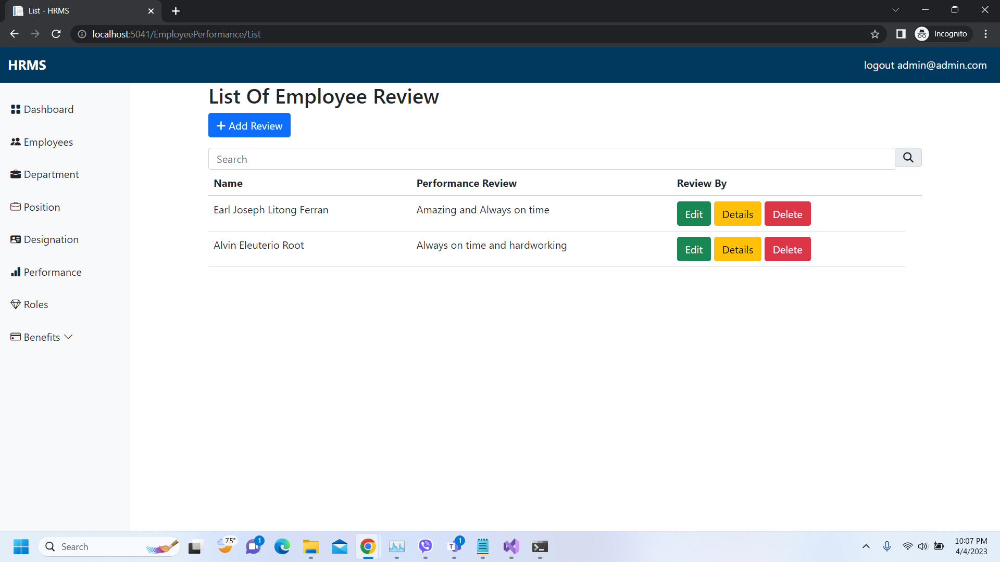 List - HRMS
localhost:5041/EmployeePerformance/List
Incognito
HRMS
logout admin@admin.com
Dashboard
Employees
Department
Position
Designation
Performance
Roles
Benefits
List Of Employee Review
+ Add Review
Search
Name Performance Review Review By
Earl Joseph Litong Ferran Amazing and Always on time Edit Details Delete
Alvin Eleuterio Root Always on time and hardworking Edit Details Delete
Search
75°
1
1
10:07 PM
4/4/2023